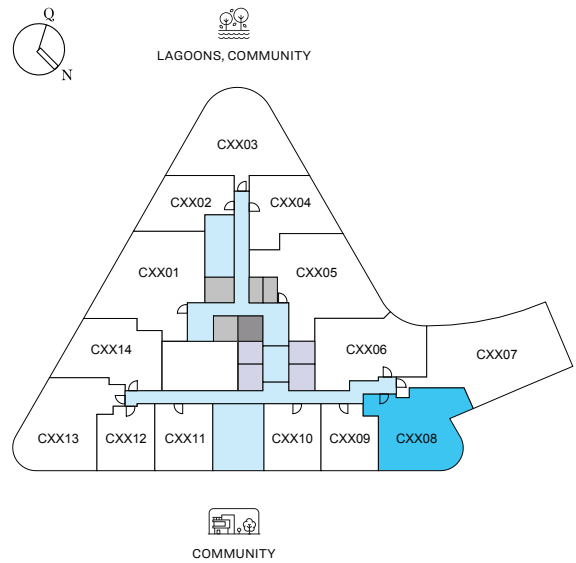 Q
N
LAGOONS, COMMUNITY
CXX03
CXX02
CXX04
CXX01
CXX05
CXX14
CXX06
CXX07
CXX13
CXX12
CXX11
CXX10
CXX09
CXX08
COMMUNITY